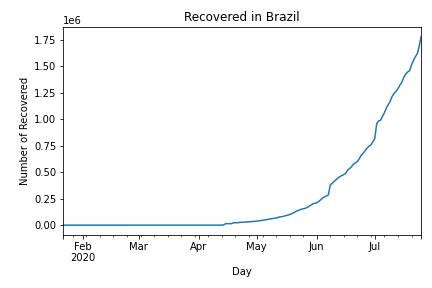 Recovered in Brazil
1e6
1.75
1.50
1.25
1.00
0.75
0.50
0.25
0.00
Number of Recovered
Feb Mar Apr May Jun Jul
2020
Day